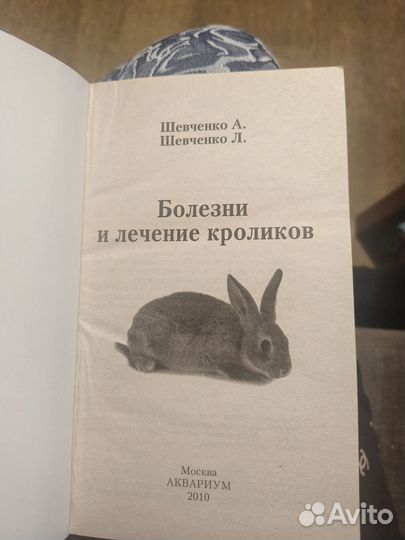 Шевченко А.
Шевченко Л.
Болезни
и лечение кроликов
Москва
АКВАРИУМ
2010
Avito